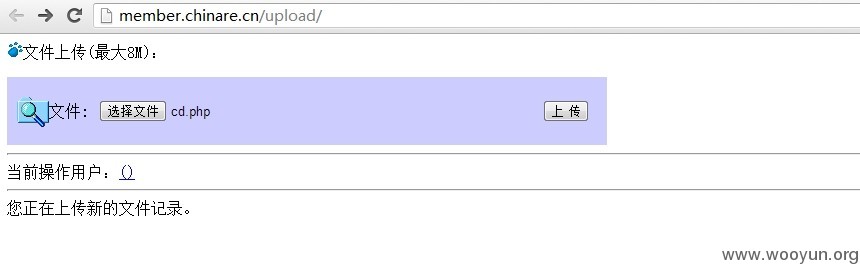 member.chinare.cn/upload/
文件上传(最大8M)：
文件: 选择文件 cd.php 上 传
当前操作用户：()
您正在上传新的文件记录。
www.wooyun.org